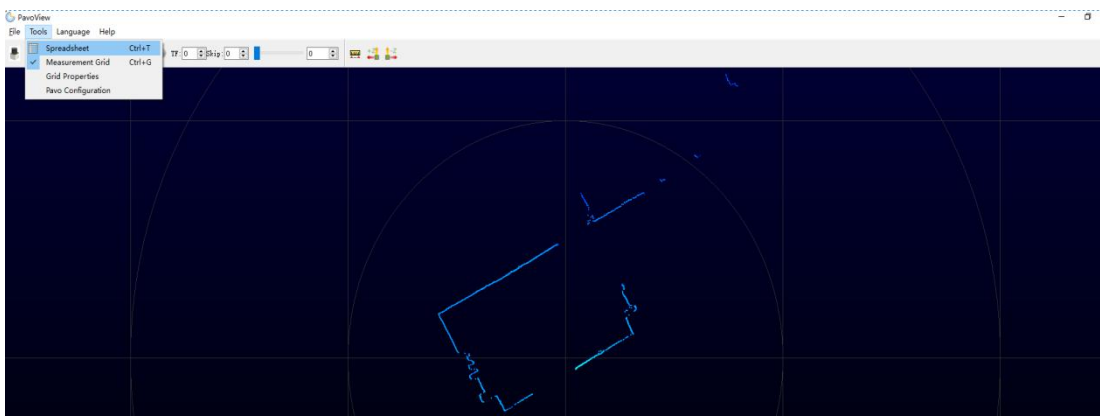 PavoView
File Tools Language Help
Spreadsheet Ctrl+T
TF: 0 Skip: 0 0
Measurement Grid Ctrl+G
Grid Properties
Pavo Configuration